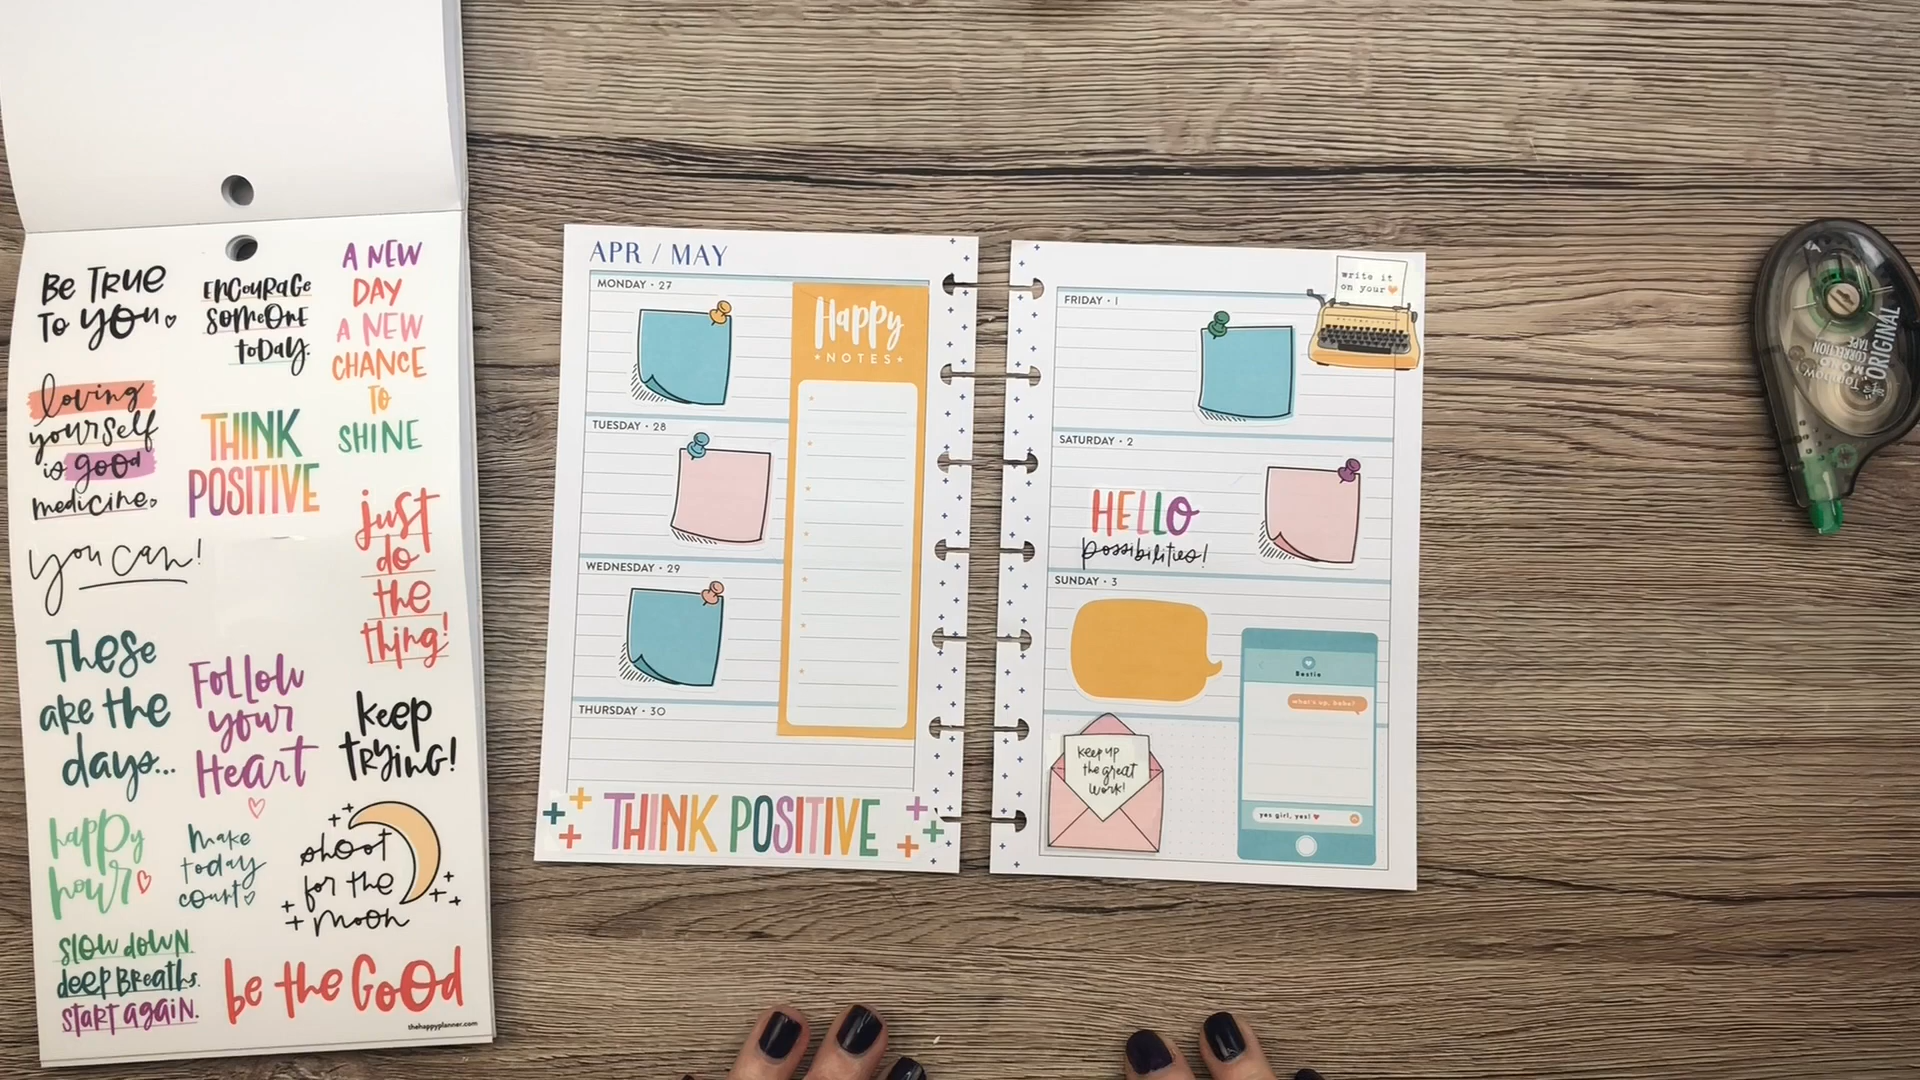 Be True
To you
encourage
someone
today.
A NEW
DAY
A NEW
CHANCE
TO
SHINE
loving
yourself
is good
medicine.
THINK
POSITIVE
you can!
just
do
the
thing!
These
are the
days...
Follow
your
Heart
keep
trying!
happy
hour
make
today
count
shoot
for the
moon
slow down.
deep breaths.
start again.
be the Good
thehappyplanner.com
APR / MAY
MONDAY · 27
Happy
NOTES
TUESDAY · 28
WEDNESDAY · 29
THURSDAY · 30
THINK POSITIVE
write it
on your
FRIDAY · 1
SATURDAY · 2
HELLO
possibilities!
SUNDAY · 3
Bestie
what's up, babe?
yes girl, yes!
keep up
the great
work!
ORIGINAL
MONO
CORRECTION
TAPE
Tombow